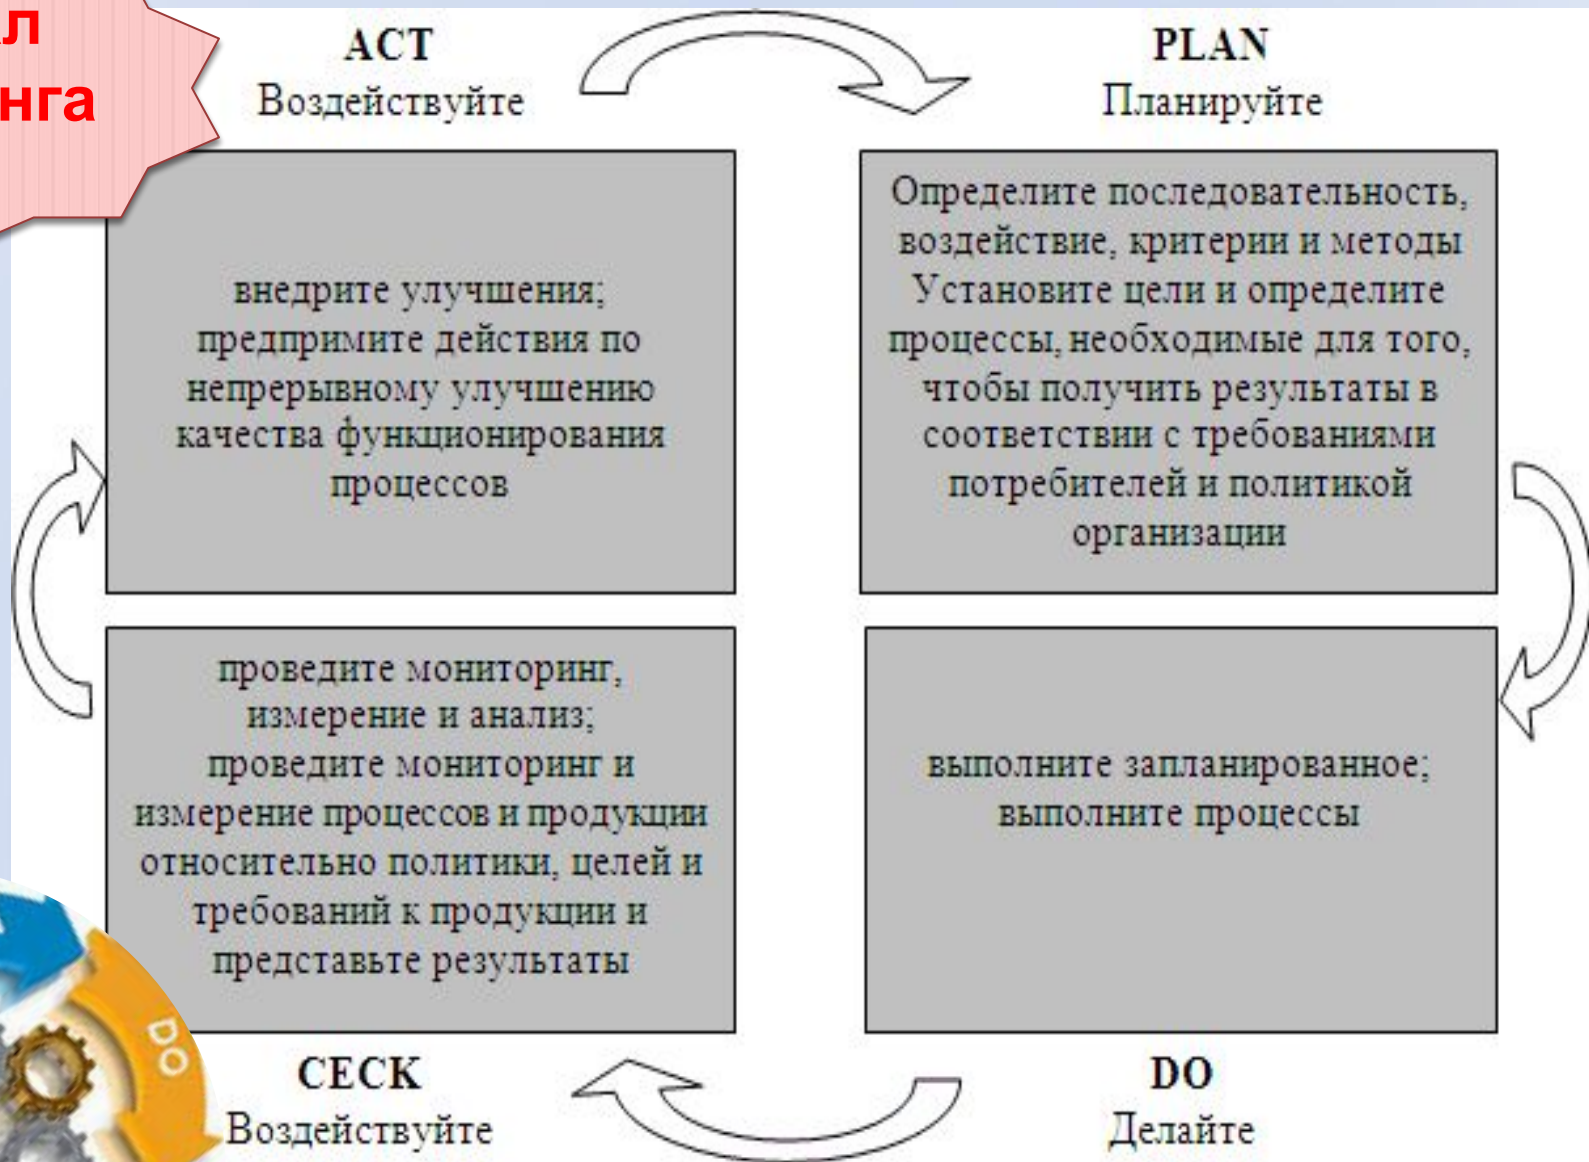 ACT
Воздействуйте
PLAN
Планируйте
внедрите улучшения;
предпримите действия по
непрерывному улучшению
качества функционирования
процессов
Определите последовательность,
воздействие, критерии и методы
Установите цели и определите
процессы, необходимые для того,
чтобы получить результаты в
соответствии с требованиями
потребителей и политикой
организации
проведите мониторинг,
измерение и анализ;
проведите мониторинг и
измерение процессов и продукции
относительно политики, целей и
требований к продукции и
представьте результаты
выполните запланированное;
выполните процессы
DO
CECK
Воздействуйте
DO
Делайте